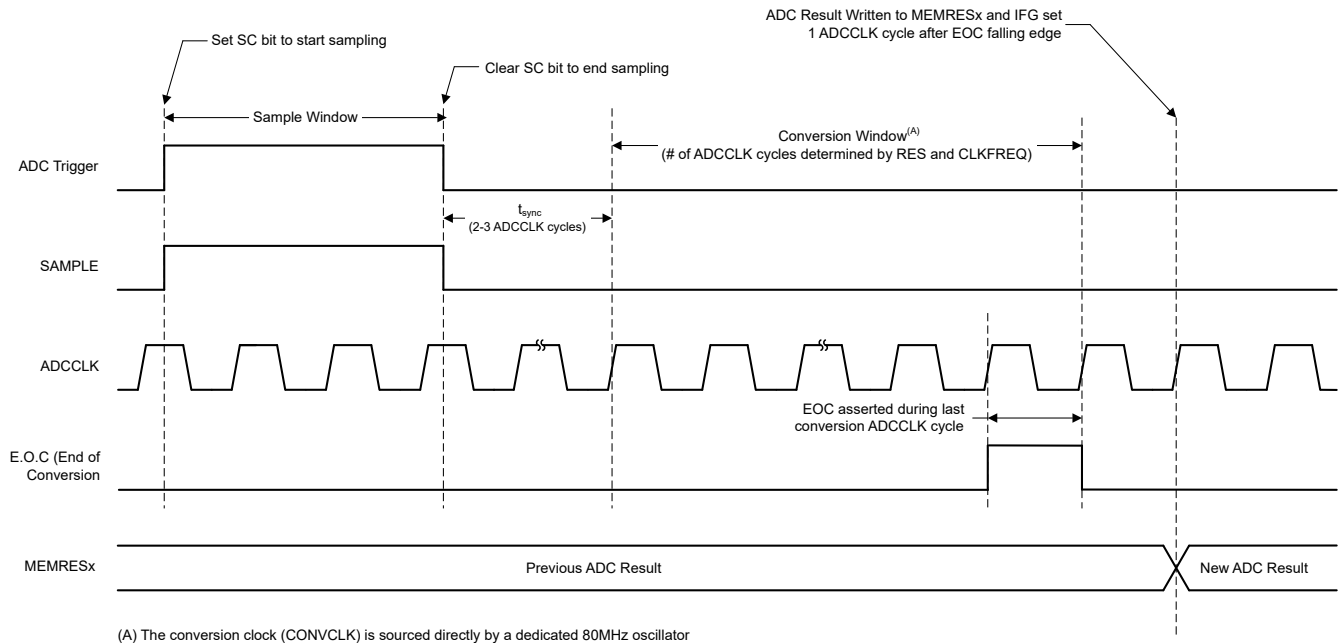 ADC Result Written to MEMRESx and IFG set
1 ADCCLK cycle after EOC falling edge
Set SC bit to start sampling
Clear SC bit to end sampling
Sample Window
Conversion Window(A)
(# of ADCCLK cycles determined by RES and CLKFREQ)
ADC Trigger
tsync
(2-3 ADCCLK cycles)
SAMPLE
ADCCLK
EOC asserted during last
conversion ADCCLK cycle
E.O.C (End of
Conversion
MEMRESx
Previous ADC Result
New ADC Result
(A) The conversion clock (CONVCLK) is sourced directly by a dedicated 80MHz oscillator